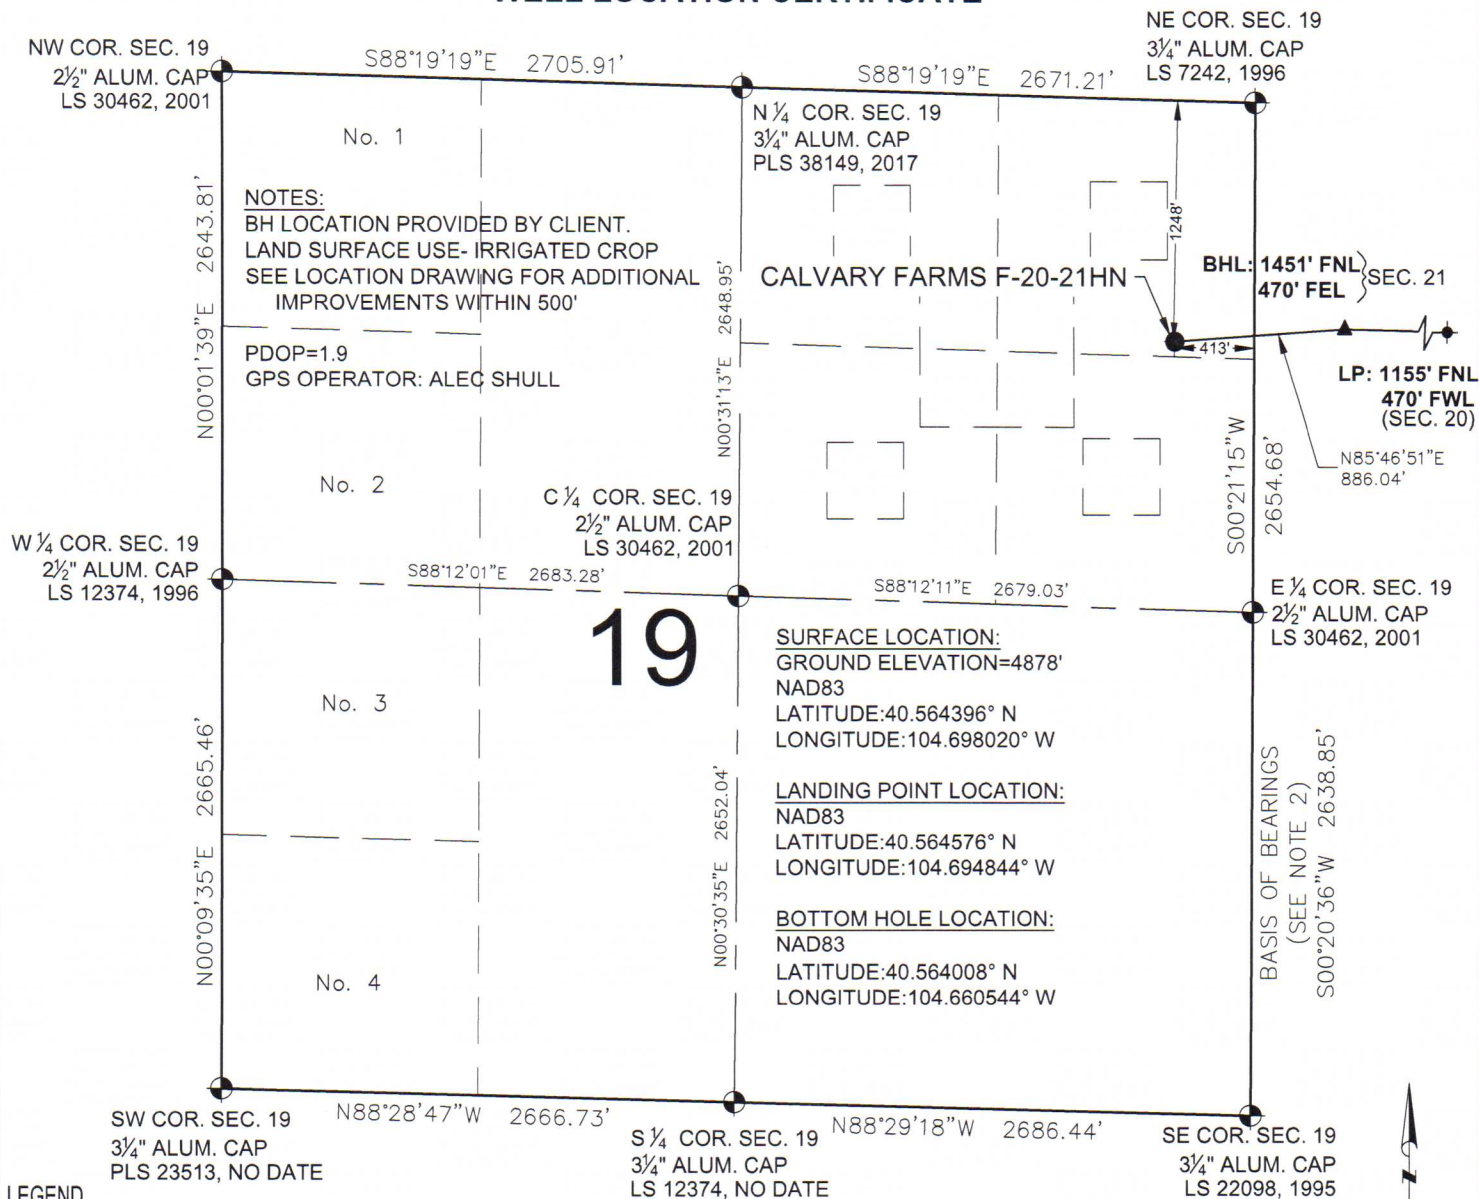 WELL LOCATION CERTIFICATE
NW COR. SEC. 19
2½" ALUM. CAP
LS 30462, 2001
S88°19'19"E 2705.91'
S88°19'19"E 2671.21'
NE COR. SEC. 19
3¼" ALUM. CAP
LS 7242, 1996
N ¼ COR. SEC. 19
3¼" ALUM. CAP
PLS 38149, 2017
No. 1
NOTES:
BH LOCATION PROVIDED BY CLIENT.
LAND SURFACE USE- IRRIGATED CROP
SEE LOCATION DRAWING FOR ADDITIONAL
IMPROVEMENTS WITHIN 500'
PDOP=1.9
GPS OPERATOR: ALEC SHULL
N00°01'39"E 2643.81'
N00°31'13"E 2648.95'
1248'
CALVARY FARMS F-20-21HN
BHL: 1451' FNL
470' FEL
SEC. 21
413'
LP: 1155' FNL
470' FWL
(SEC. 20)
N85°46'51"E
886.04'
S00°21'15"W
2654.68'
No. 2
C ¼ COR. SEC. 19
2½" ALUM. CAP
LS 30462, 2001
W ¼ COR. SEC. 19
2½" ALUM. CAP
LS 12374, 1996
S88°12'01"E 2683.28'
S88°12'11"E 2679.03'
E ¼ COR. SEC. 19
2½" ALUM. CAP
LS 30462, 2001
19
SURFACE LOCATION:
GROUND ELEVATION=4878'
NAD83
LATITUDE:40.564396° N
LONGITUDE:104.698020° W
No. 3
N00°09'35"E 2665.46'
N00°30'35"E 2652.04'
LANDING POINT LOCATION:
NAD83
LATITUDE:40.564576° N
LONGITUDE:104.694844° W
BASIS OF BEARINGS
(SEE NOTE 2)
S00°20'36"W 2638.85'
BOTTOM HOLE LOCATION:
NAD83
LATITUDE:40.564008° N
LONGITUDE:104.660544° W
No. 4
SW COR. SEC. 19
3¼" ALUM. CAP
PLS 23513, NO DATE
N88°28'47"W 2666.73'
S ¼ COR. SEC. 19
3¼" ALUM. CAP
LS 12374, NO DATE
N88°29'18"W 2686.44'
SE COR. SEC. 19
3¼" ALUM. CAP
LS 22098, 1995
LEGEND